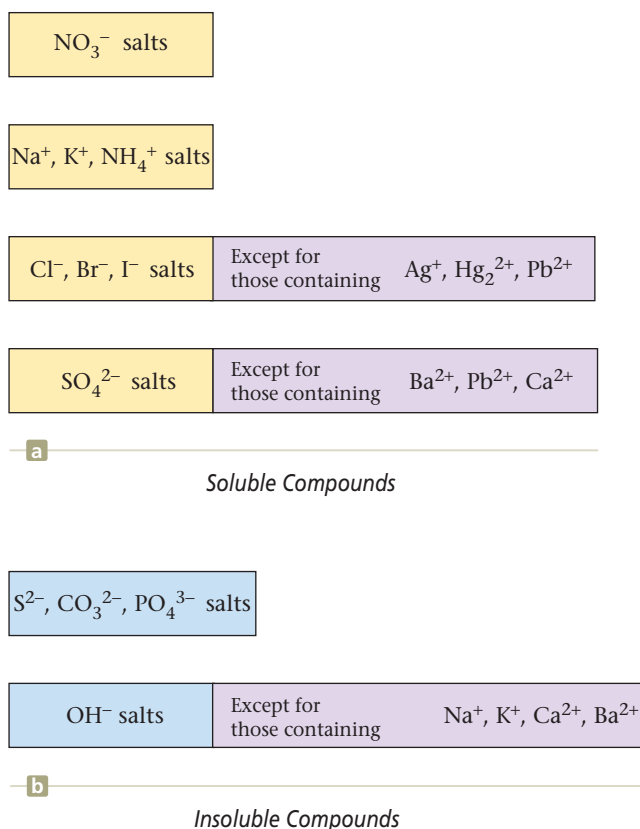 NO₃⁻ salts
Na⁺, K⁺, NH₄⁺ salts
Cl⁻, Br⁻, I⁻ salts Except for those containing Ag⁺, Hg₂²⁺, Pb²⁺
SO₄²⁻ salts Except for those containing Ba²⁺, Pb²⁺, Ca²⁺
a
Soluble Compounds
S²⁻, CO₃²⁻, PO₄³⁻ salts
OH⁻ salts Except for those containing Na⁺, K⁺, Ca²⁺, Ba²⁺
b
Insoluble Compounds